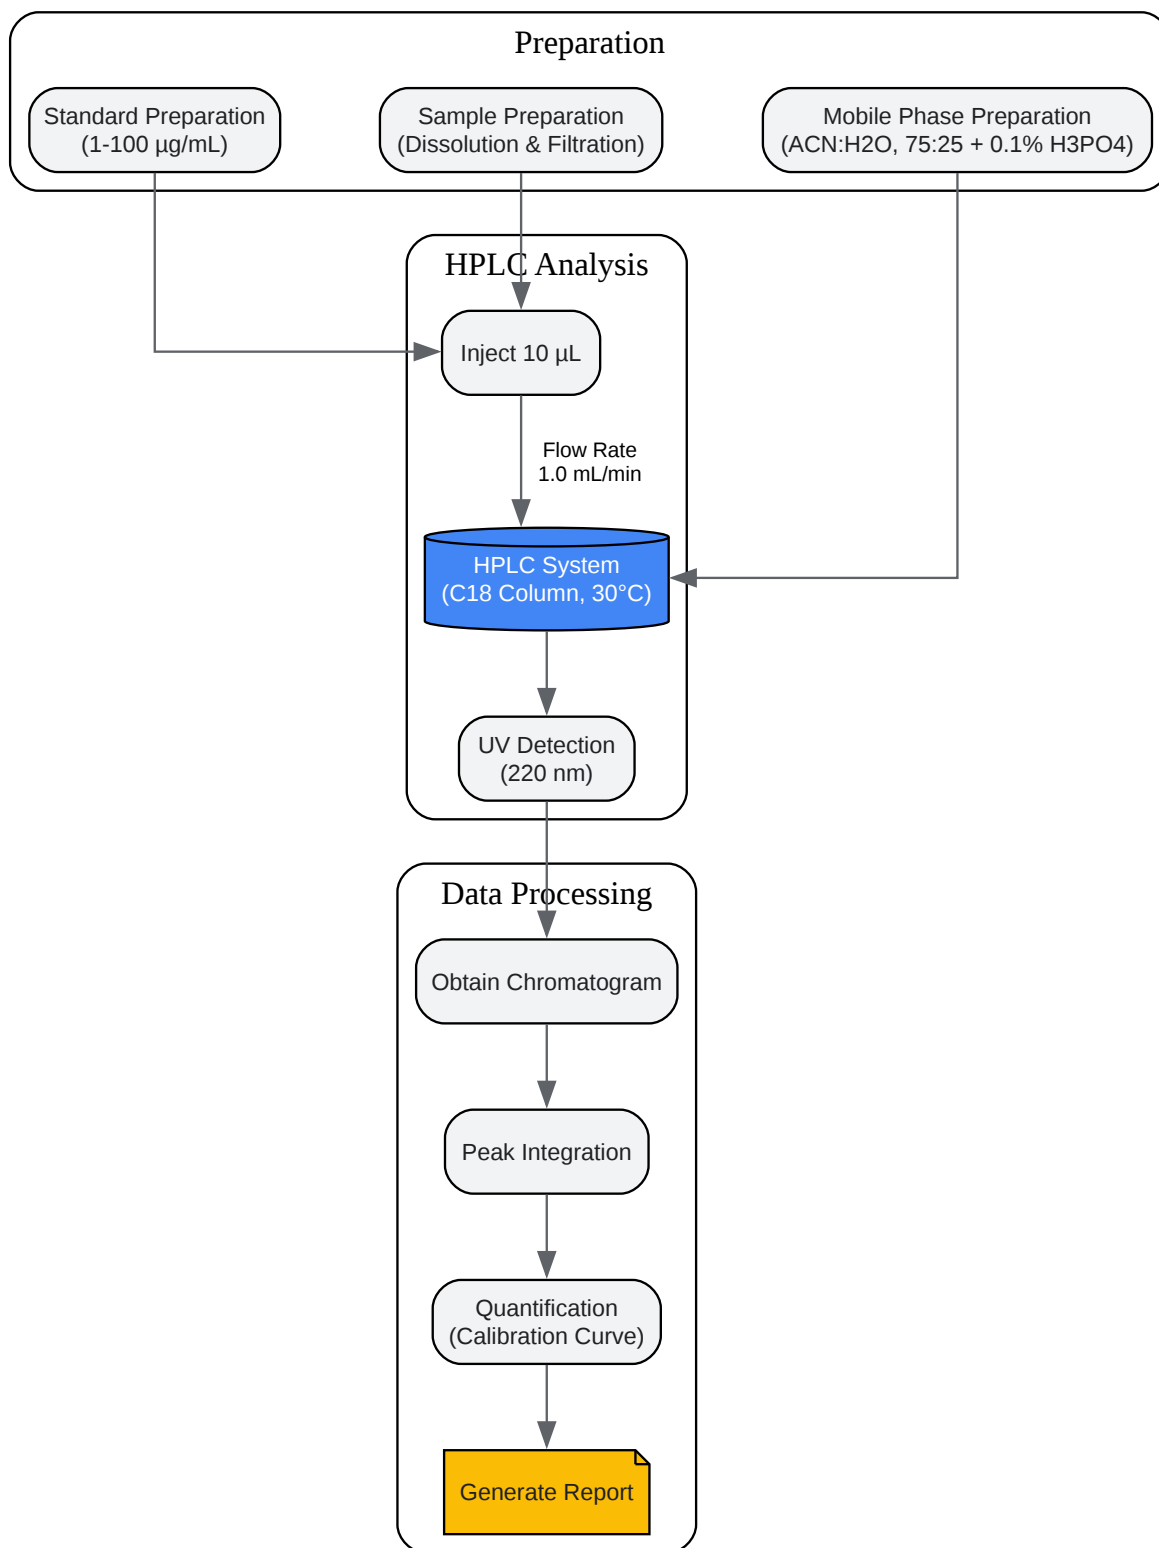 Preparation
Standard Preparation
(1-100 µg/mL)
Sample Preparation
(Dissolution & Filtration)
Mobile Phase Preparation
(ACN:H2O, 75:25 + 0.1% H3PO4)
HPLC Analysis
Inject 10 µL
Flow Rate
1.0 mL/min
HPLC System
(C18 Column, 30°C)
UV Detection
(220 nm)
Data Processing
Obtain Chromatogram
Peak Integration
Quantification
(Calibration Curve)
Generate Report